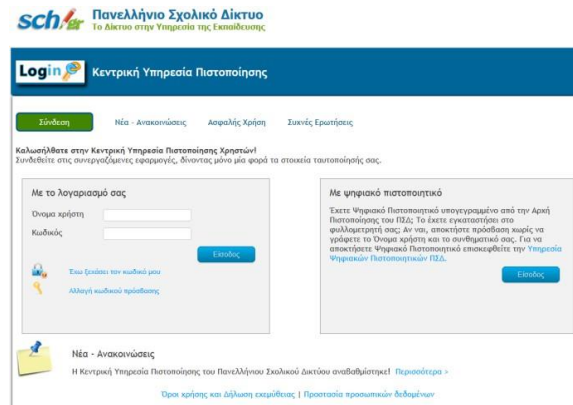 sch.gr
Πανελλήνιο Σχολικό Δίκτυο
Το Δίκτυο στην Υπηρεσία της Εκπαίδευσης
Login
Κεντρική Υπηρεσία Πιστοποίησης
Σύνδεση
Νέα - Ανακοινώσεις
Ασφαλής Χρήση
Συχνές Ερωτήσεις
Καλωσήλθατε στην Κεντρική Υπηρεσία Πιστοποίησης Χρηστών!
Συνδεθείτε στις συνεργαζόμενες εφαρμογές, δίνοντας μόνο μία φορά τα στοιχεία ταυτοποίησής σας.
Με το λογαριασμό σας
Όνομα χρήστη
Κωδικός
Είσοδος
Έχω ξεχάσει τον κωδικό μου
Αλλαγή κωδικού πρόσβασης
Με ψηφιακό πιστοποιητικό
Έχετε Ψηφιακό Πιστοποιητικό υπογεγραμμένο από την Αρχή
Πιστοποίησης του ΠΣΔ; Το έχετε εγκαταστήσει στο
φυλλομετρητή σας; Αν ναι, αποκτήστε πρόσβαση χωρίς να
γράφετε το Όνομα χρήστη και το συνθηματικό σας. Για να
αποκτήσετε Ψηφιακό Πιστοποιητικό επισκεφθείτε την Υπηρεσία
Ψηφιακών Πιστοποιητικών ΠΣΔ.
Είσοδος
Νέα - Ανακοινώσεις
Η Κεντρική Υπηρεσία Πιστοποίησης του Πανελλήνιου Σχολικού Δικτύου αναβαθμίστηκε! Περισσότερα >
Όροι χρήσης και Δήλωση εχεμύθειας | Προστασία προσωπικών δεδομένων